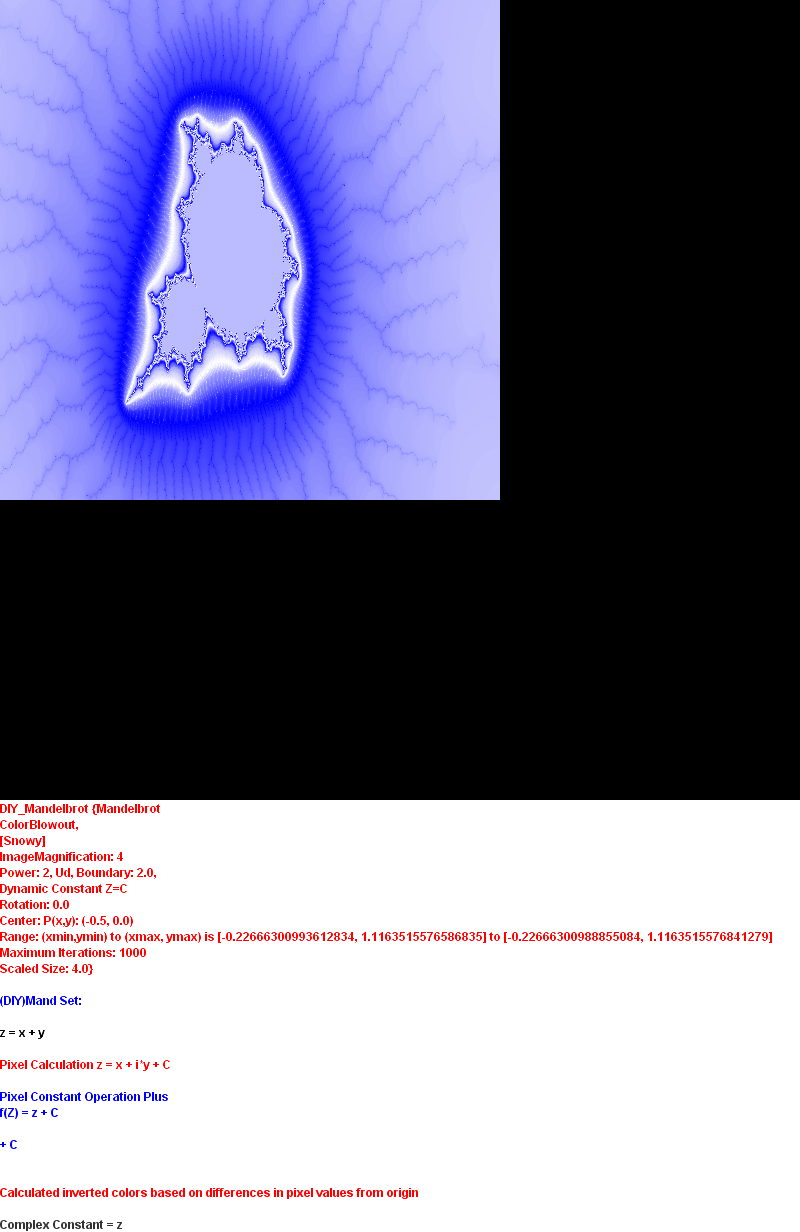 DIY_Mandelbrot {Mandelbrot
ColorBlowout,
[Snowy]
ImageMagnification: 4
Power: 2, Ud, Boundary: 2.0,
Dynamic Constant Z=C
Rotation: 0.0
Center: P(x,y): (-0.5, 0.0)
Range: (xmin,ymin) to (xmax, ymax) is [-0.22666300993612834, 1.1163515576586835] to [-0.22666300988855084, 1.1163515576841279]
Maximum Iterations: 1000
Scaled Size: 4.0}
(DIY)Mand Set:
z = x + y
Pixel Calculation z = x + i*y + C
Pixel Constant Operation Plus
f(Z) = z + C
+ C
Calculated inverted colors based on differences in pixel values from origin
Complex Constant = z